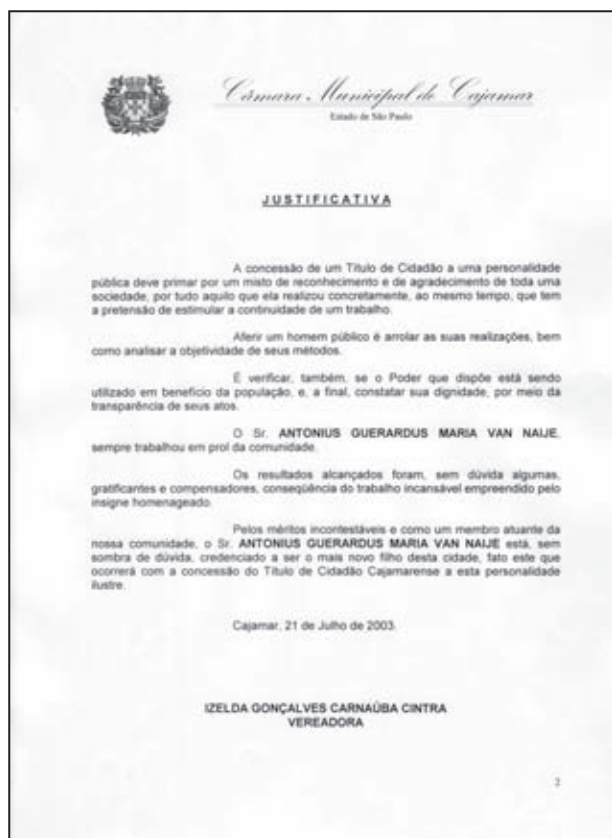 Câmara Municipal de Cajamar
Estado de São Paulo
JUSTIFICATIVA
A concessão de um Título de Cidadão a uma personalidade
pública deve primar por um misto de reconhecimento e de agradecimento de toda uma
sociedade, por tudo aquilo que ela realizou concretamente, ao mesmo tempo, que tem
a pretensão de estimular a continuidade de um trabalho.
Aferir um homem público é arrolar as suas realizações, bem
como analisar a objetividade de seus métodos.
É verificar, também, se o Poder que dispõe está sendo
utilizado em benefício da população, e, a final, constatar sua dignidade, por meio da
transparência de seus atos.
O Sr. ANTONIUS GUERARDUS MARIA VAN NAIJE,
sempre trabalhou em prol da comunidade.
Os resultados alcançados foram, sem dúvida algumas,
gratificantes e compensadores, conseqüência do trabalho incansável empreendido pelo
insigne homenageado.
Pelos méritos incontestáveis e como um membro atuante da
nossa comunidade, o Sr. ANTONIUS GUERARDUS MARIA VAN NAIJE está, sem
sombra de dúvida, credenciado a ser o mais novo filho desta cidade, fato este que
ocorrerá com a concessão do Título de Cidadão Cajamarense a esta personalidade
ilustre.
Cajamar, 21 de Julho de 2003.
IZELDA GONÇALVES CARNAÚBA CINTRA
VEREADORA
2